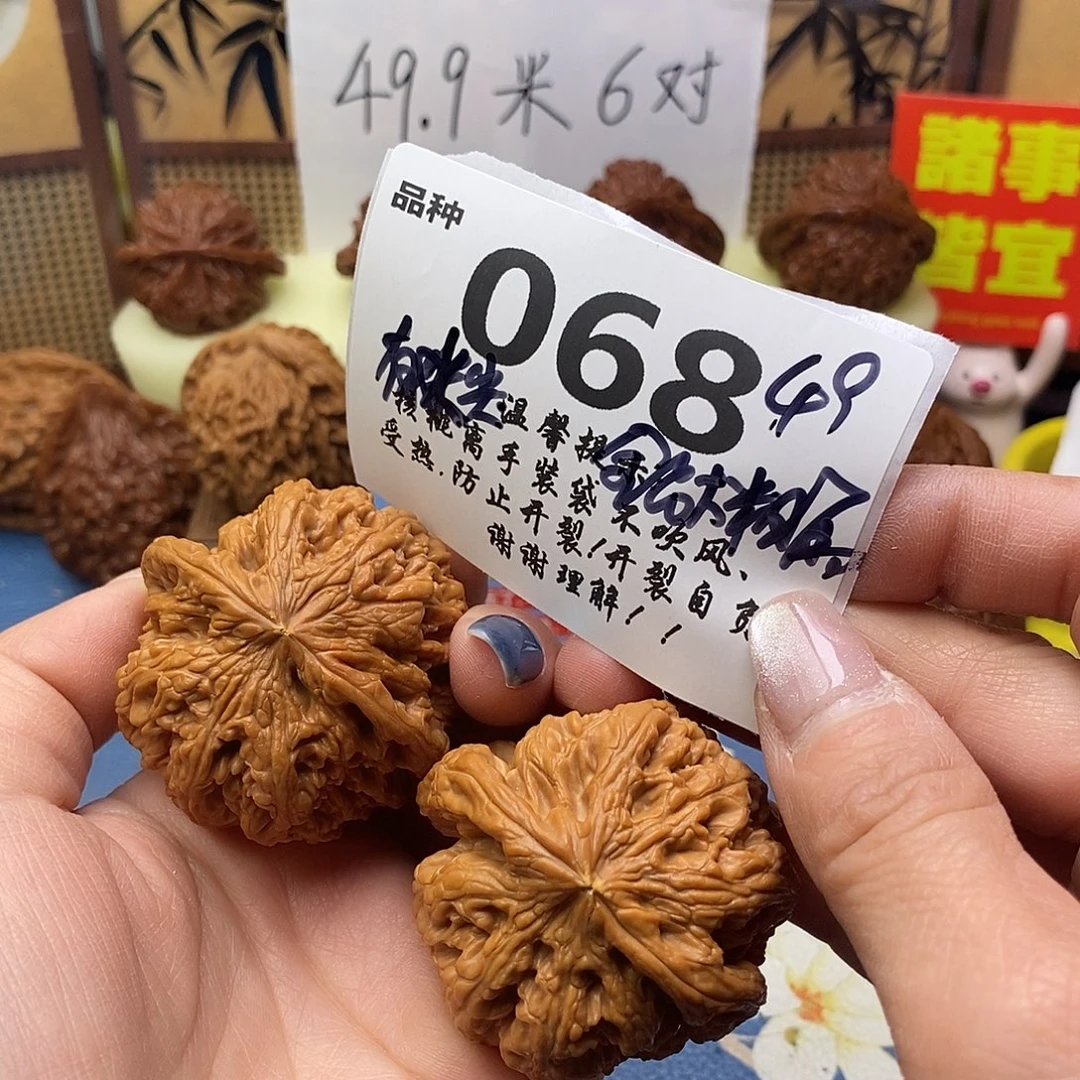 49.9米6对
諸事
皆宜
品种
068
49
核桃离手装袋不吹风、
温馨提示
受热.防止开裂!开裂自负
谢谢理解!!